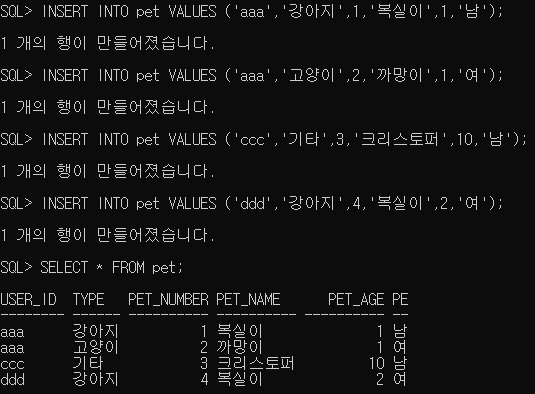 SQL> INSERT INTO pet VALUES ('aaa','강아지',1,'복실이',1,'남');
1 개의 행이 만들어졌습니다.
SQL> INSERT INTO pet VALUES ('aaa','고양이',2,'까망이',1,'여');
1 개의 행이 만들어졌습니다.
SQL> INSERT INTO pet VALUES ('ccc','기타',3,'크리스토퍼',10,'남');
1 개의 행이 만들어졌습니다.
SQL> INSERT INTO pet VALUES ('ddd','강아지',4,'복실이',2,'여');
1 개의 행이 만들어졌습니다.
SQL> SELECT * FROM pet;
USER_ID  TYPE   PET_NUMBER PET_NAME      PET_AGE PE
-------- ------ ---------- ---------- ---------- --
aaa      강아지          1 복실이              1 남
aaa      고양이          2 까망이              1 여
ccc      기타            3 크리스토퍼         10 남
ddd      강아지          4 복실이              2 여